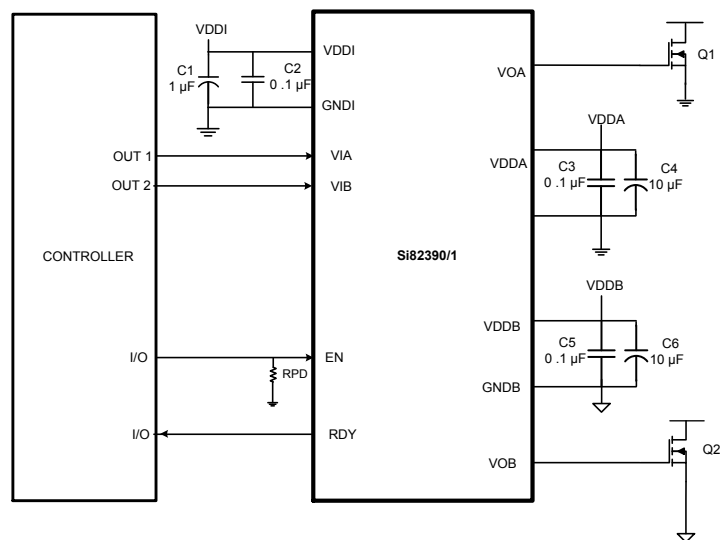 VDDI
C1
1 µF
C2
0 .1 µF
VDDI
GNDI
OUT 1
VIA
OUT 2
VIB
CONTROLLER
Si82390/1
I/O
EN
RPD
I/O
RDY
VOA
Q1
VDDA
VDDA
C3
0 .1 µF
C4
10 µF
VDDB
VDDB
C5
0 .1 µF
C6
10 µF
GNDB
VOB
Q2